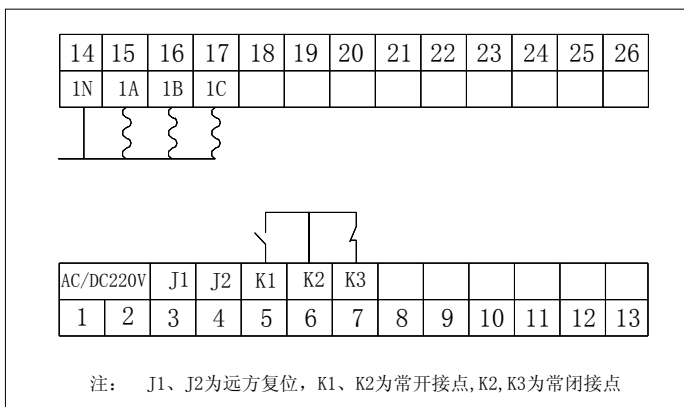 14 15 16 17 18 19 20 21 22 23 24 25 26
1N 1A 1B 1C
AC/DC220V J1 J2 K1 K2 K3
1 2 3 4 5 6 7 8 9 10 11 12 13
注： J1、J2为远方复位，K1、K2为常开接点,K2,K3为常闭接点